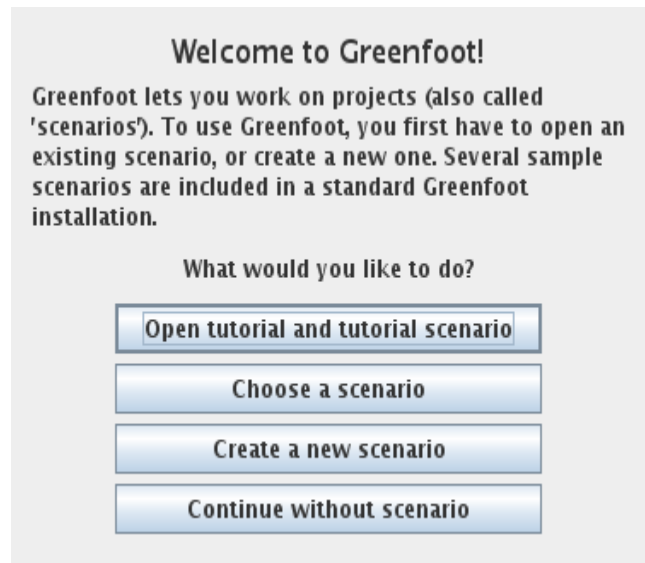 Welcome to Greenfoot!
Greenfoot lets you work on projects (also called
'scenarios'). To use Greenfoot, you first have to open an
existing scenario, or create a new one. Several sample
scenarios are included in a standard Greenfoot
installation.
What would you like to do?
Open tutorial and tutorial scenario
Choose a scenario
Create a new scenario
Continue without scenario